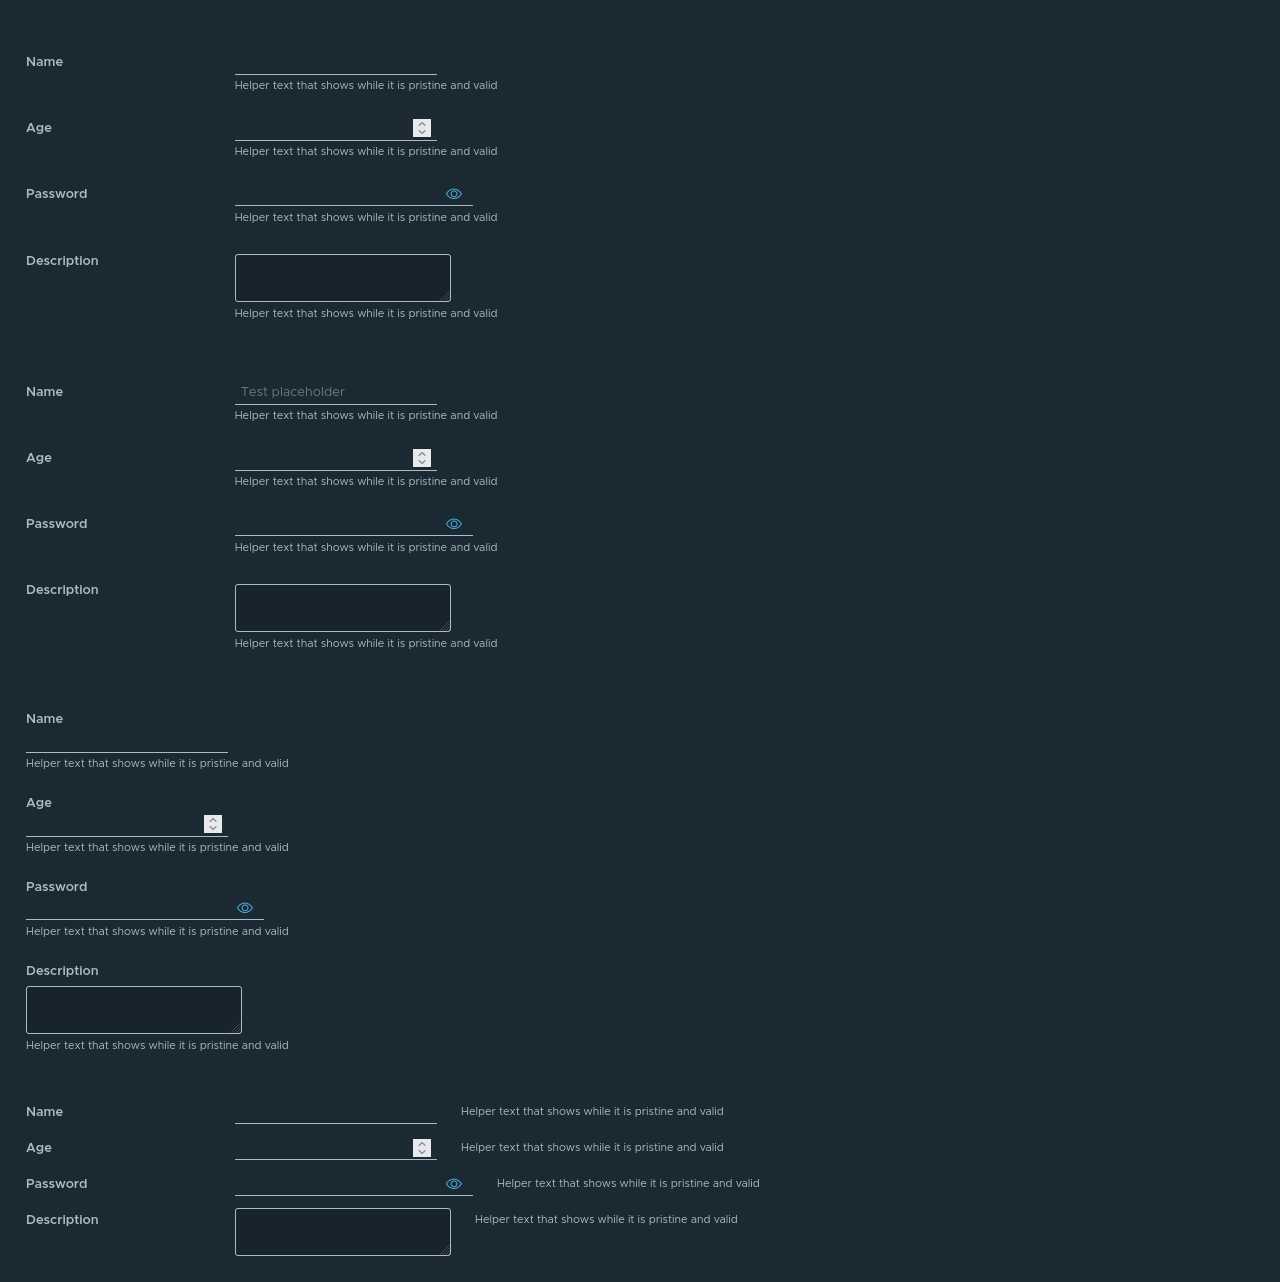 Name
Helper text that shows while it is pristine and valid
Age
Helper text that shows while it is pristine and valid
Password
Helper text that shows while it is pristine and valid
Description
Helper text that shows while it is pristine and valid
Name Test placeholder
Helper text that shows while it is pristine and valid
Age
Helper text that shows while it is pristine and valid
Password
Helper text that shows while it is pristine and valid
Description
Helper text that shows while it is pristine and valid
Name
Helper text that shows while it is pristine and valid
Age
Helper text that shows while it is pristine and valid
Password
Helper text that shows while it is pristine and valid
Description
Helper text that shows while it is pristine and valid
Name Helper text that shows while it is pristine and valid
Age Helper text that shows while it is pristine and valid
Password Helper text that shows while it is pristine and valid
Description Helper text that shows while it is pristine and valid